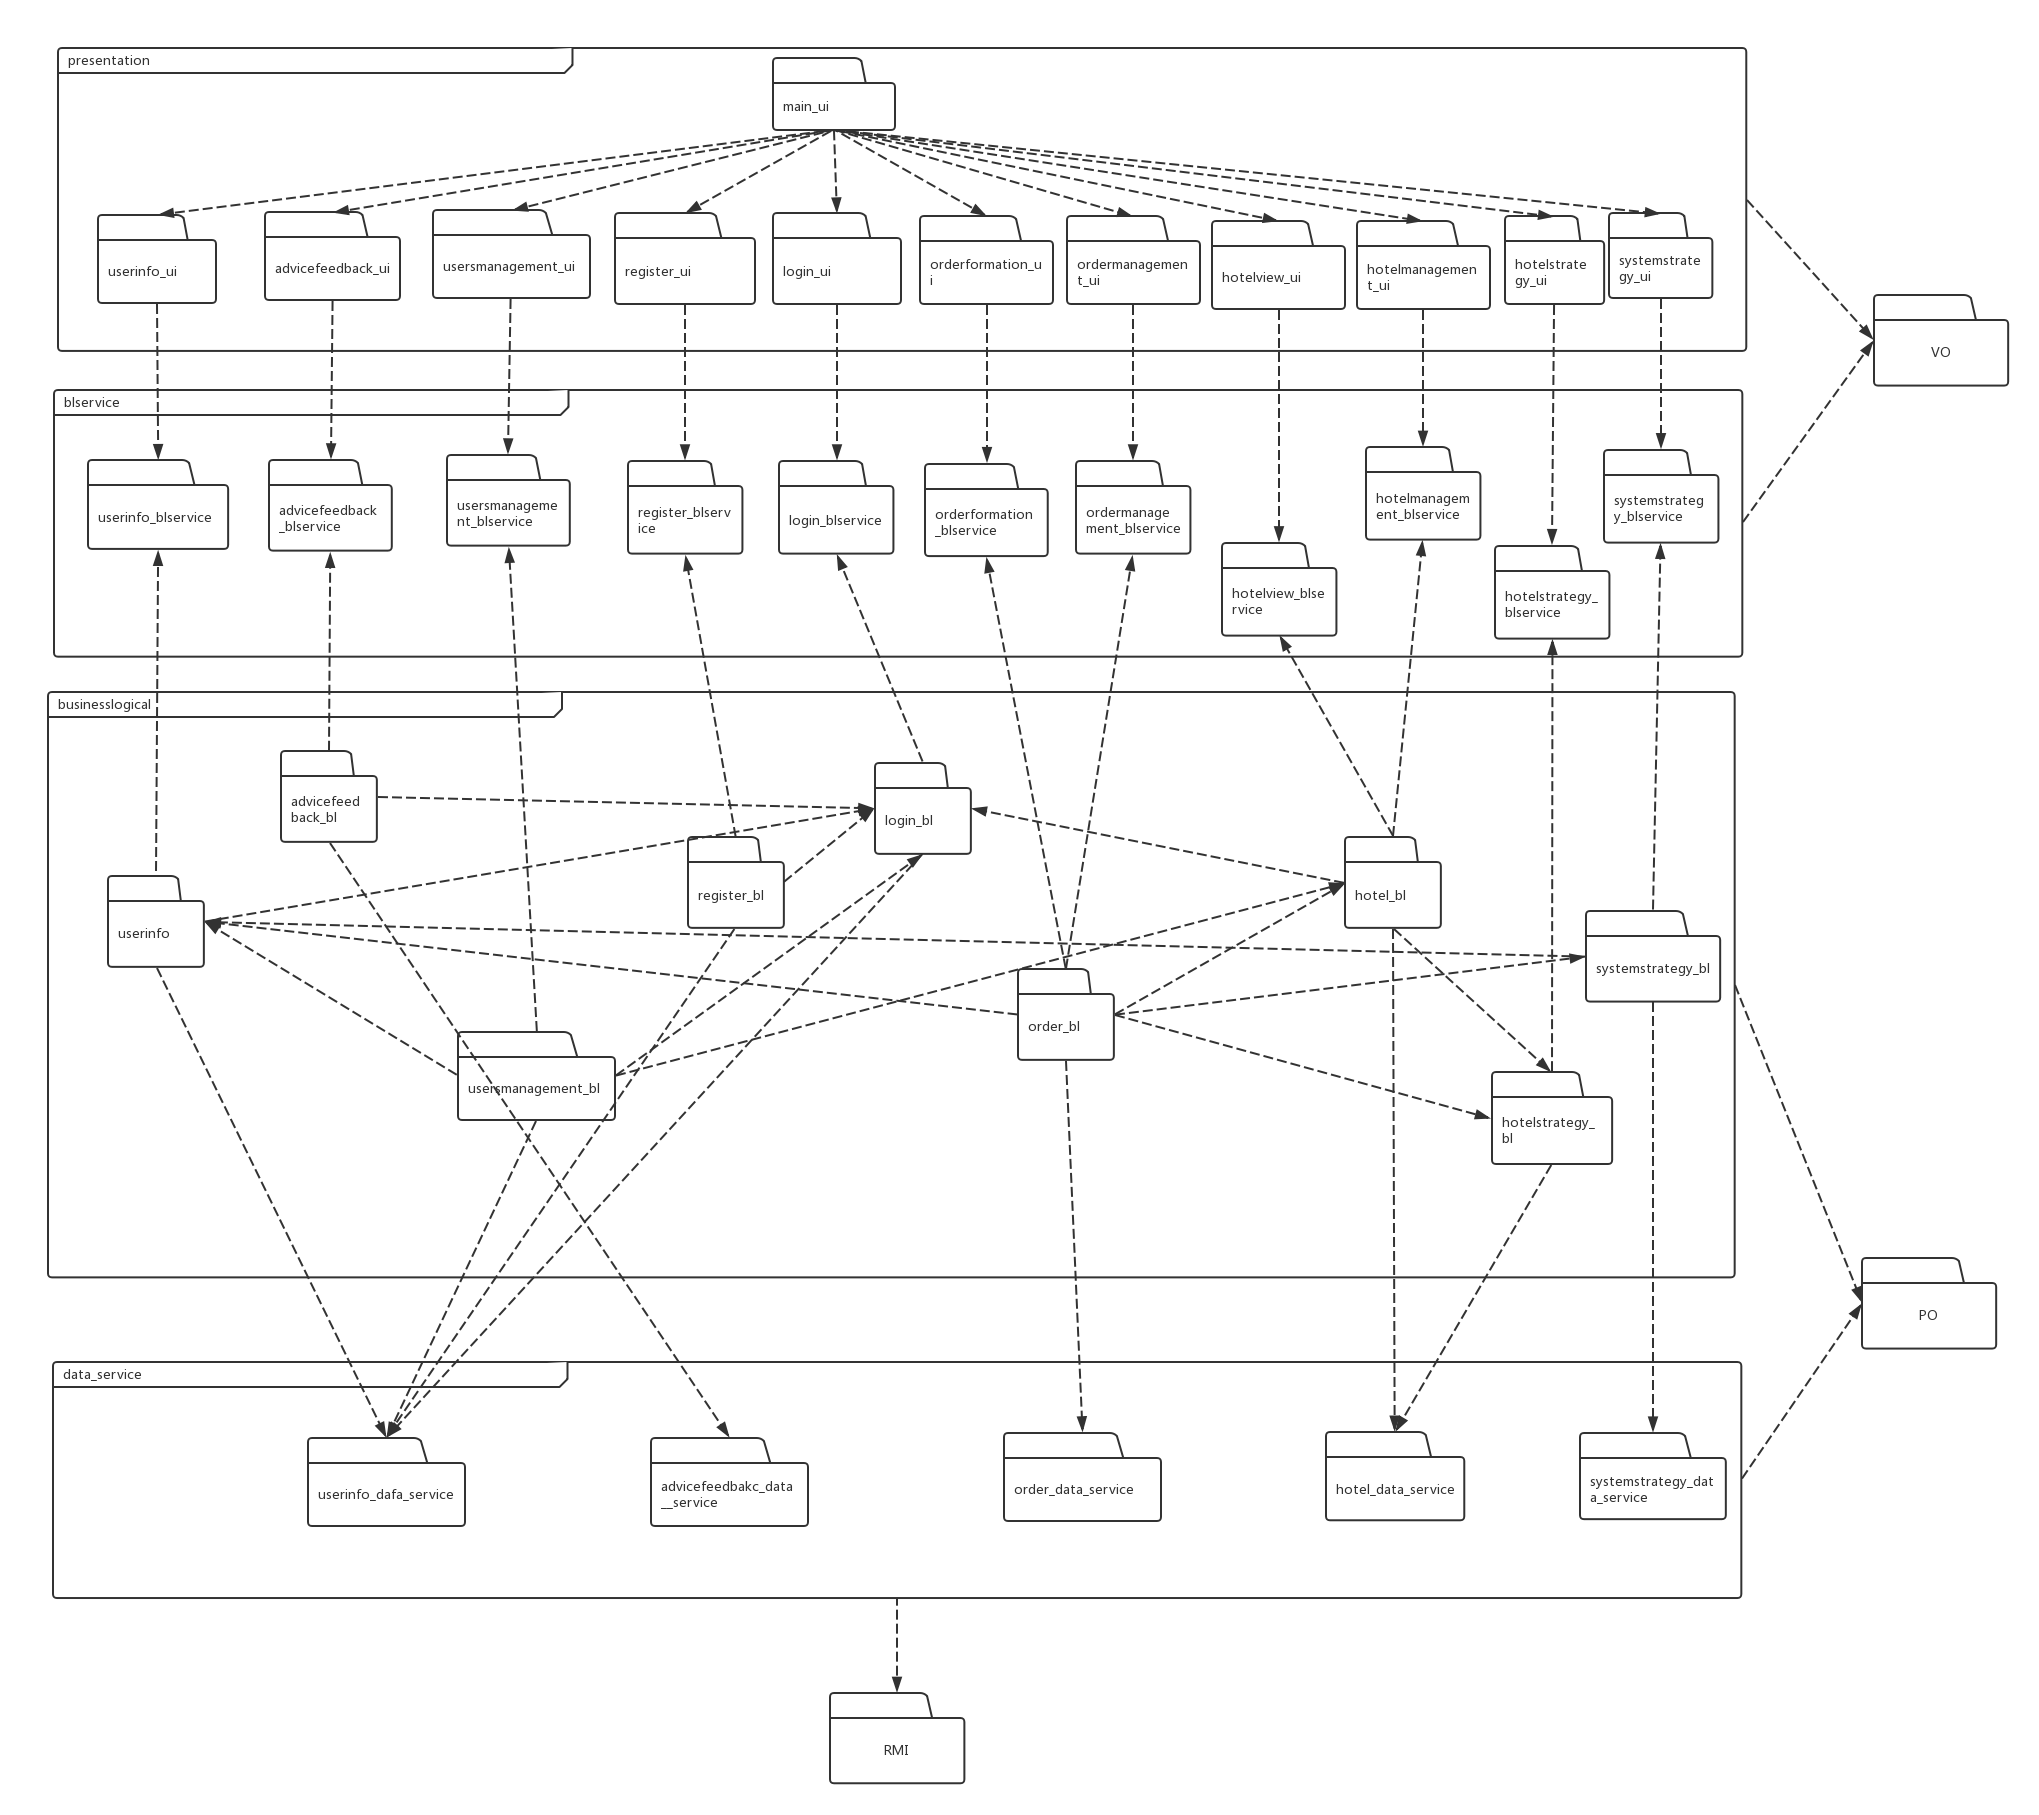 presentation
main_ui
userinfo_ui
advicefeedback_ui
usersmanagement_ui
register_ui
login_ui
orderformation_u
i
ordermanagemen
t_ui
hotelview_ui
hotelmanagemen
t_ui
hotelstrate
gy_ui
systemstrate
gy_ui
VO
blservice
userinfo_blservice
advicefeedback
_blservice
usersmanageme
nt_blservice
register_blserv
ice
login_blservice
orderformation
_blservice
ordermanage
ment_blservice
hotelview_blse
rvice
hotelmanagem
ent_blservice
hotelstrategy_
blservice
systemstrateg
y_blservice
businesslogical
advicefeed
back_bl
login_bl
register_bl
hotel_bl
userinfo
systemstrategy_bl
order_bl
usersmanagement_bl
hotelstrategy_
bl
PO
data_service
userinfo_dafa_service
advicefeedbakc_data
__service
order_data_service
hotel_data_service
systemstrategy_dat
a_service
RMI